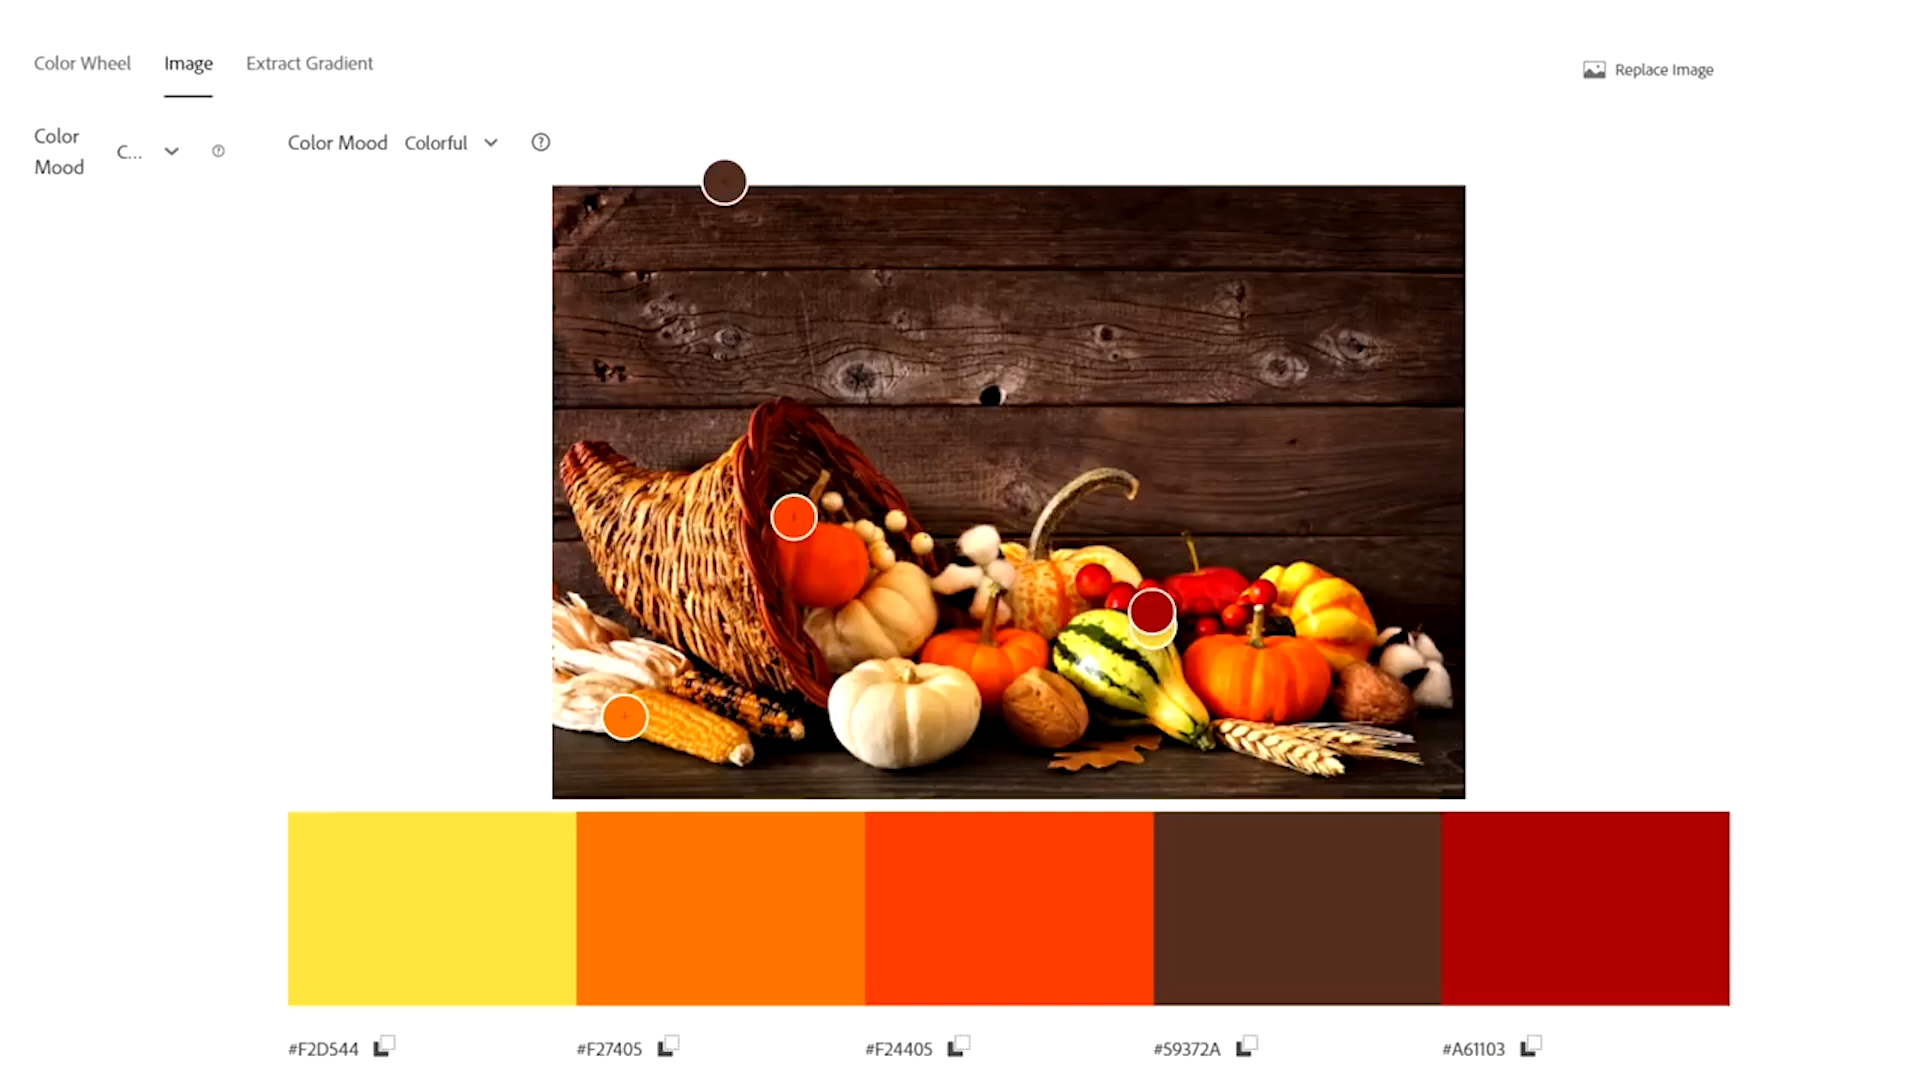 Color Wheel Image Extract Gradient Replace Image
Color Mood C... Color Mood Colorful
#F2D544 #F27405 #F24405 #59372A #A61103